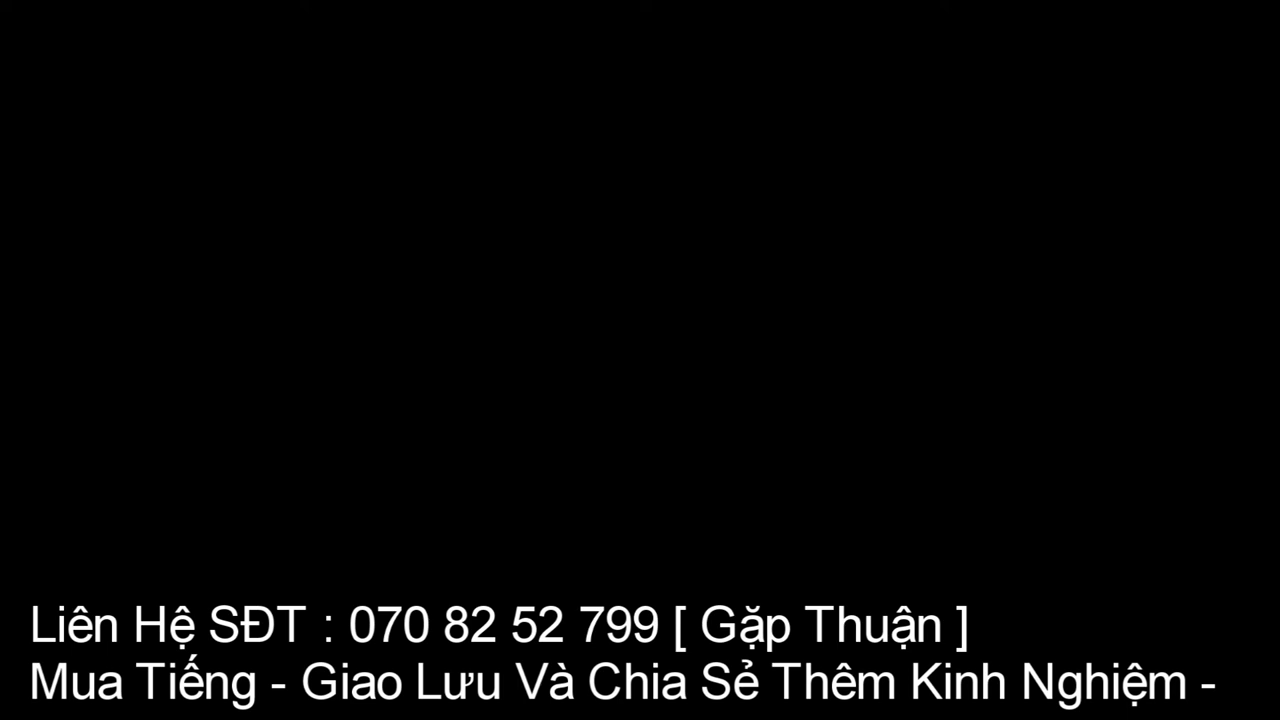 Liên Hệ SĐT : 070 82 52 799 [ Gặp Thuận ]
Mua Tiếng - Giao Lưu Và Chia Sẻ Thêm Kinh Nghiệm -